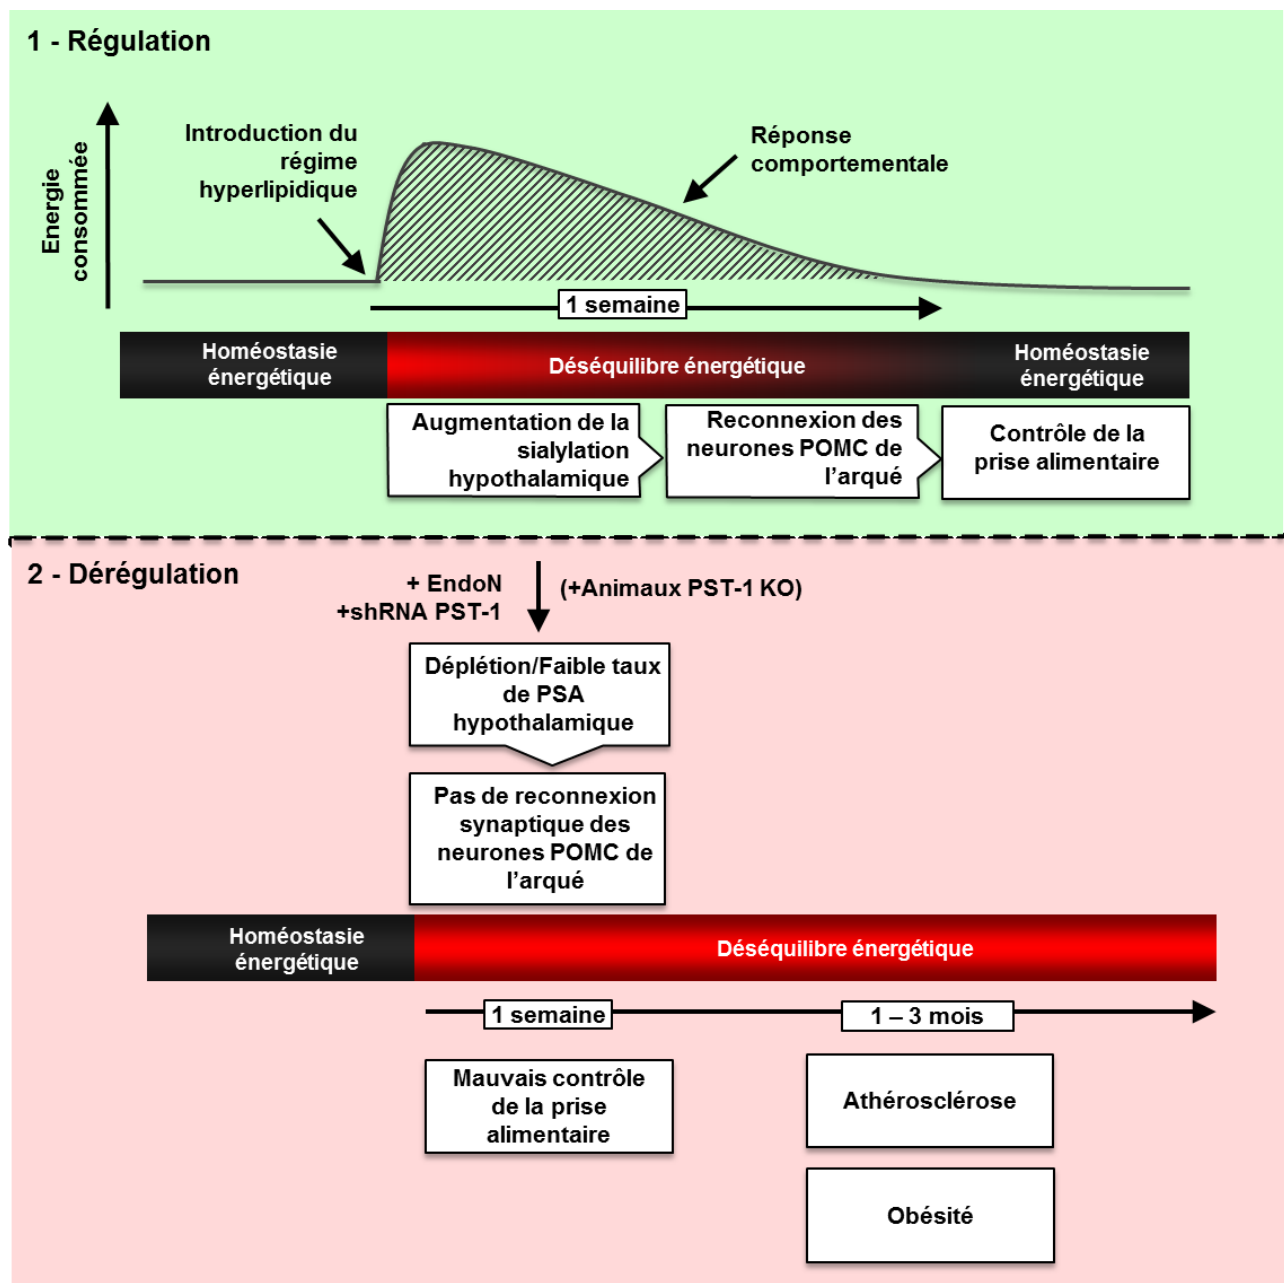 1 - Régulation
Energie
consommée
Introduction du
régime
hyperlipidique
Réponse
comportementale
1 semaine
Homéostasie
énergétique
Déséquilibre énergétique
Homéostasie
énergétique
Augmentation de la
sialylation
hypothalamique
Reconnexion des
neurones POMC de
l’arqué
Contrôle de la
prise alimentaire
2 - Dérégulation
+ EndoN
+shRNA PST-1
(+Animaux PST-1 KO)
Déplétion/Faible taux
de PSA
hypothalamique
Pas de reconnexion
synaptique des
neurones POMC de
l’arqué
Homéostasie
énergétique
Déséquilibre énergétique
1 semaine
1 – 3 mois
Mauvais contrôle
de la prise
alimentaire
Athérosclérose
Obésité